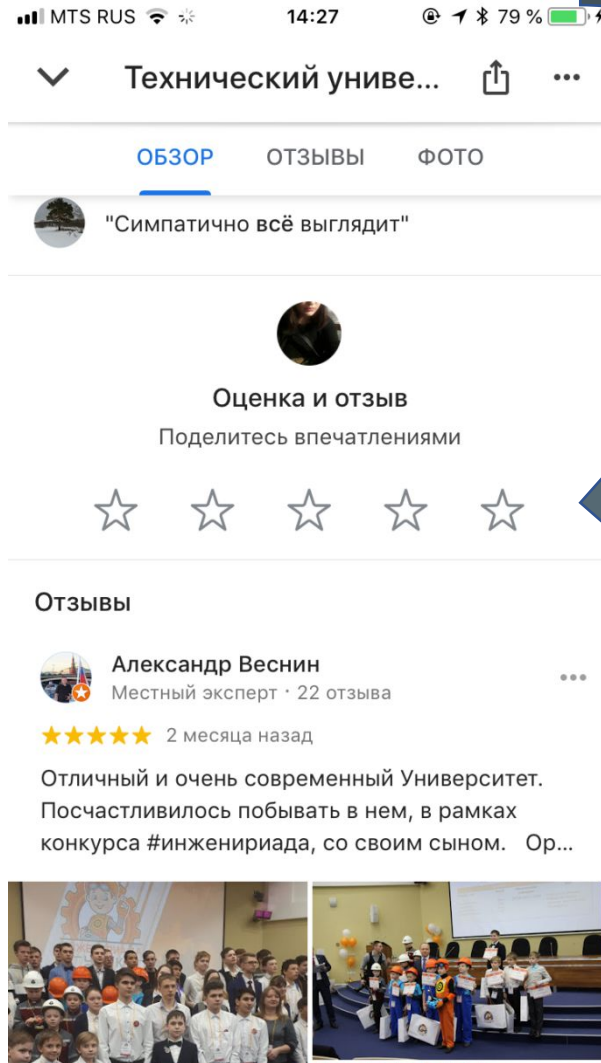 MTS RUS 14:27 79 %
Технический униве...
ОБЗОР ОТЗЫВЫ ФОТО
"Симпатично всё выглядит"
Оценка и отзыв
Поделитесь впечатлениями
Отзывы
Александр Веснин
Местный эксперт · 22 отзыва
2 месяца назад
Отличный и очень современный Университет.
Посчастливилось побывать в нем, в рамках
конкурса #инженириада, со своим сыном. Ор...